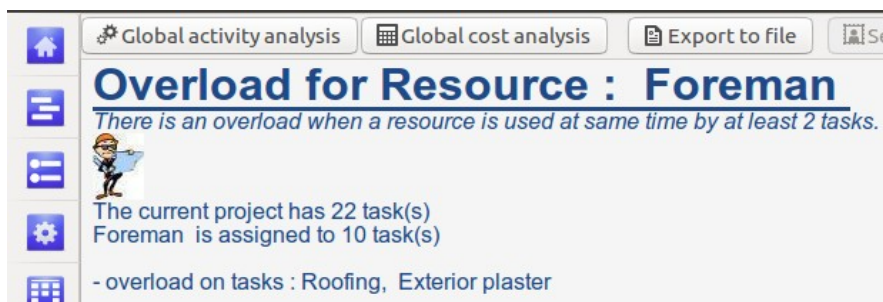 Global activity analysis Global cost analysis Export to file
Overload for Resource : Foreman
There is an overload when a resource is used at same time by at least 2 tasks.
The current project has 22 task(s)
Foreman is assigned to 10 task(s)
- overload on tasks : Roofing, Exterior plaster